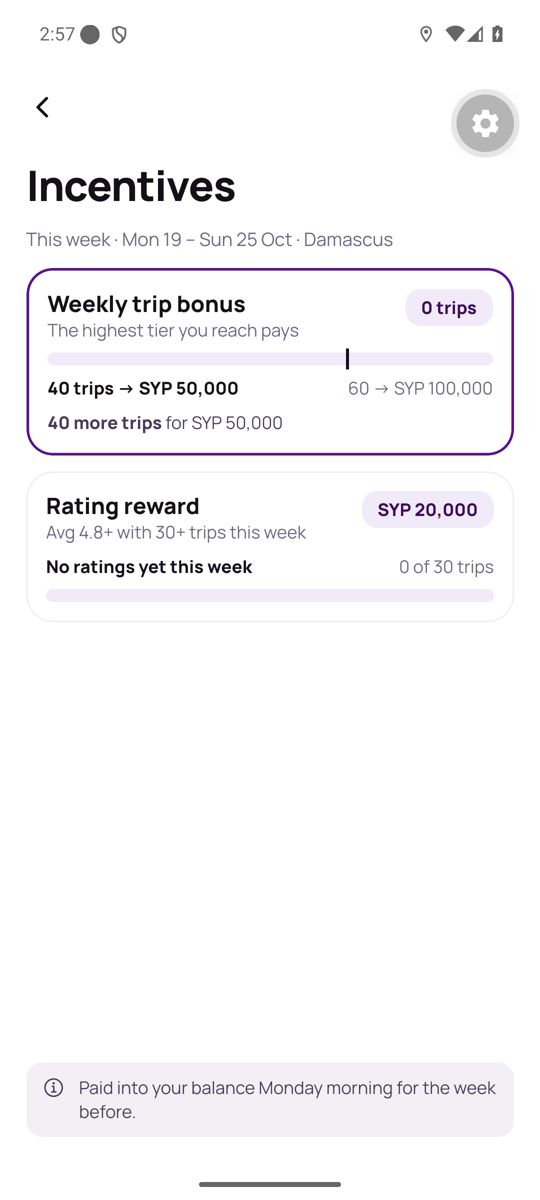 2:57
Incentives
This week · Mon 19 – Sun 25 Oct · Damascus
Weekly trip bonus
0 trips
The highest tier you reach pays
40 trips → SYP 50,000
60 → SYP 100,000
40 more trips for SYP 50,000
Rating reward
SYP 20,000
Avg 4.8+ with 30+ trips this week
No ratings yet this week
0 of 30 trips
Paid into your balance Monday morning for the week
before.